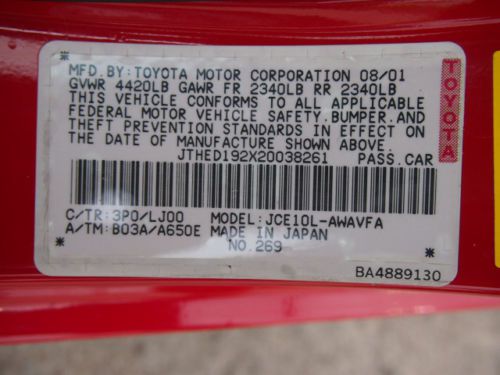 MFD.BY:TOYOTA MOTOR CORPORATION 08/01
GVWR 4420LB GAWR FR 2340LB RR 2340LB
THIS VEHICLE CONFORMS TO ALL APPLICABLE
FEDERAL MOTOR VEHICLE SAFETY.BUMPER.AND
THEFT PREVENTION STANDARDS IN EFFECT ON
THE DATE OF MANUFACTURE SHOWN ABOVE.
JTHED192X20038261 PASS.CAR
C/TR:3P0/LJ00 MODEL:JCE10L-AWAVFA
A/TM:B03A/A650E MADE IN JAPAN
NO.269
BA4889130
TOYOTA